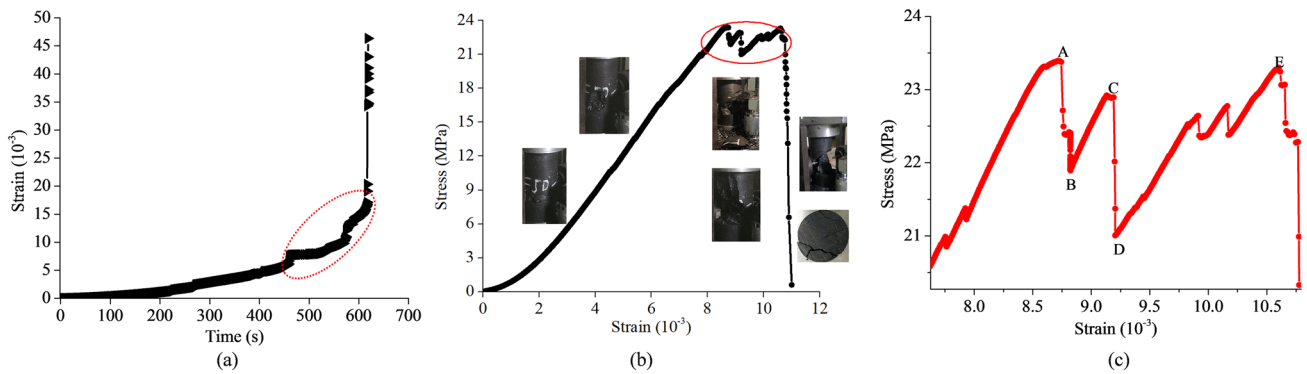 50
45
40
35
30
25
20
15
10
5
0
Strain (10⁻³)
0 100 200 300 400 500 600 700
Time (s)
(a)
24
21
18
15
12
9
6
3
0
Stress (MPa)
=50-
0 2 4 6 8 10 12
Strain (10⁻³)
(b)
24
23
22
21
Stress (MPa)
A
B
C
D
E
8.0 8.5 9.0 9.5 10.0 10.5
Strain (10⁻³)
(c)